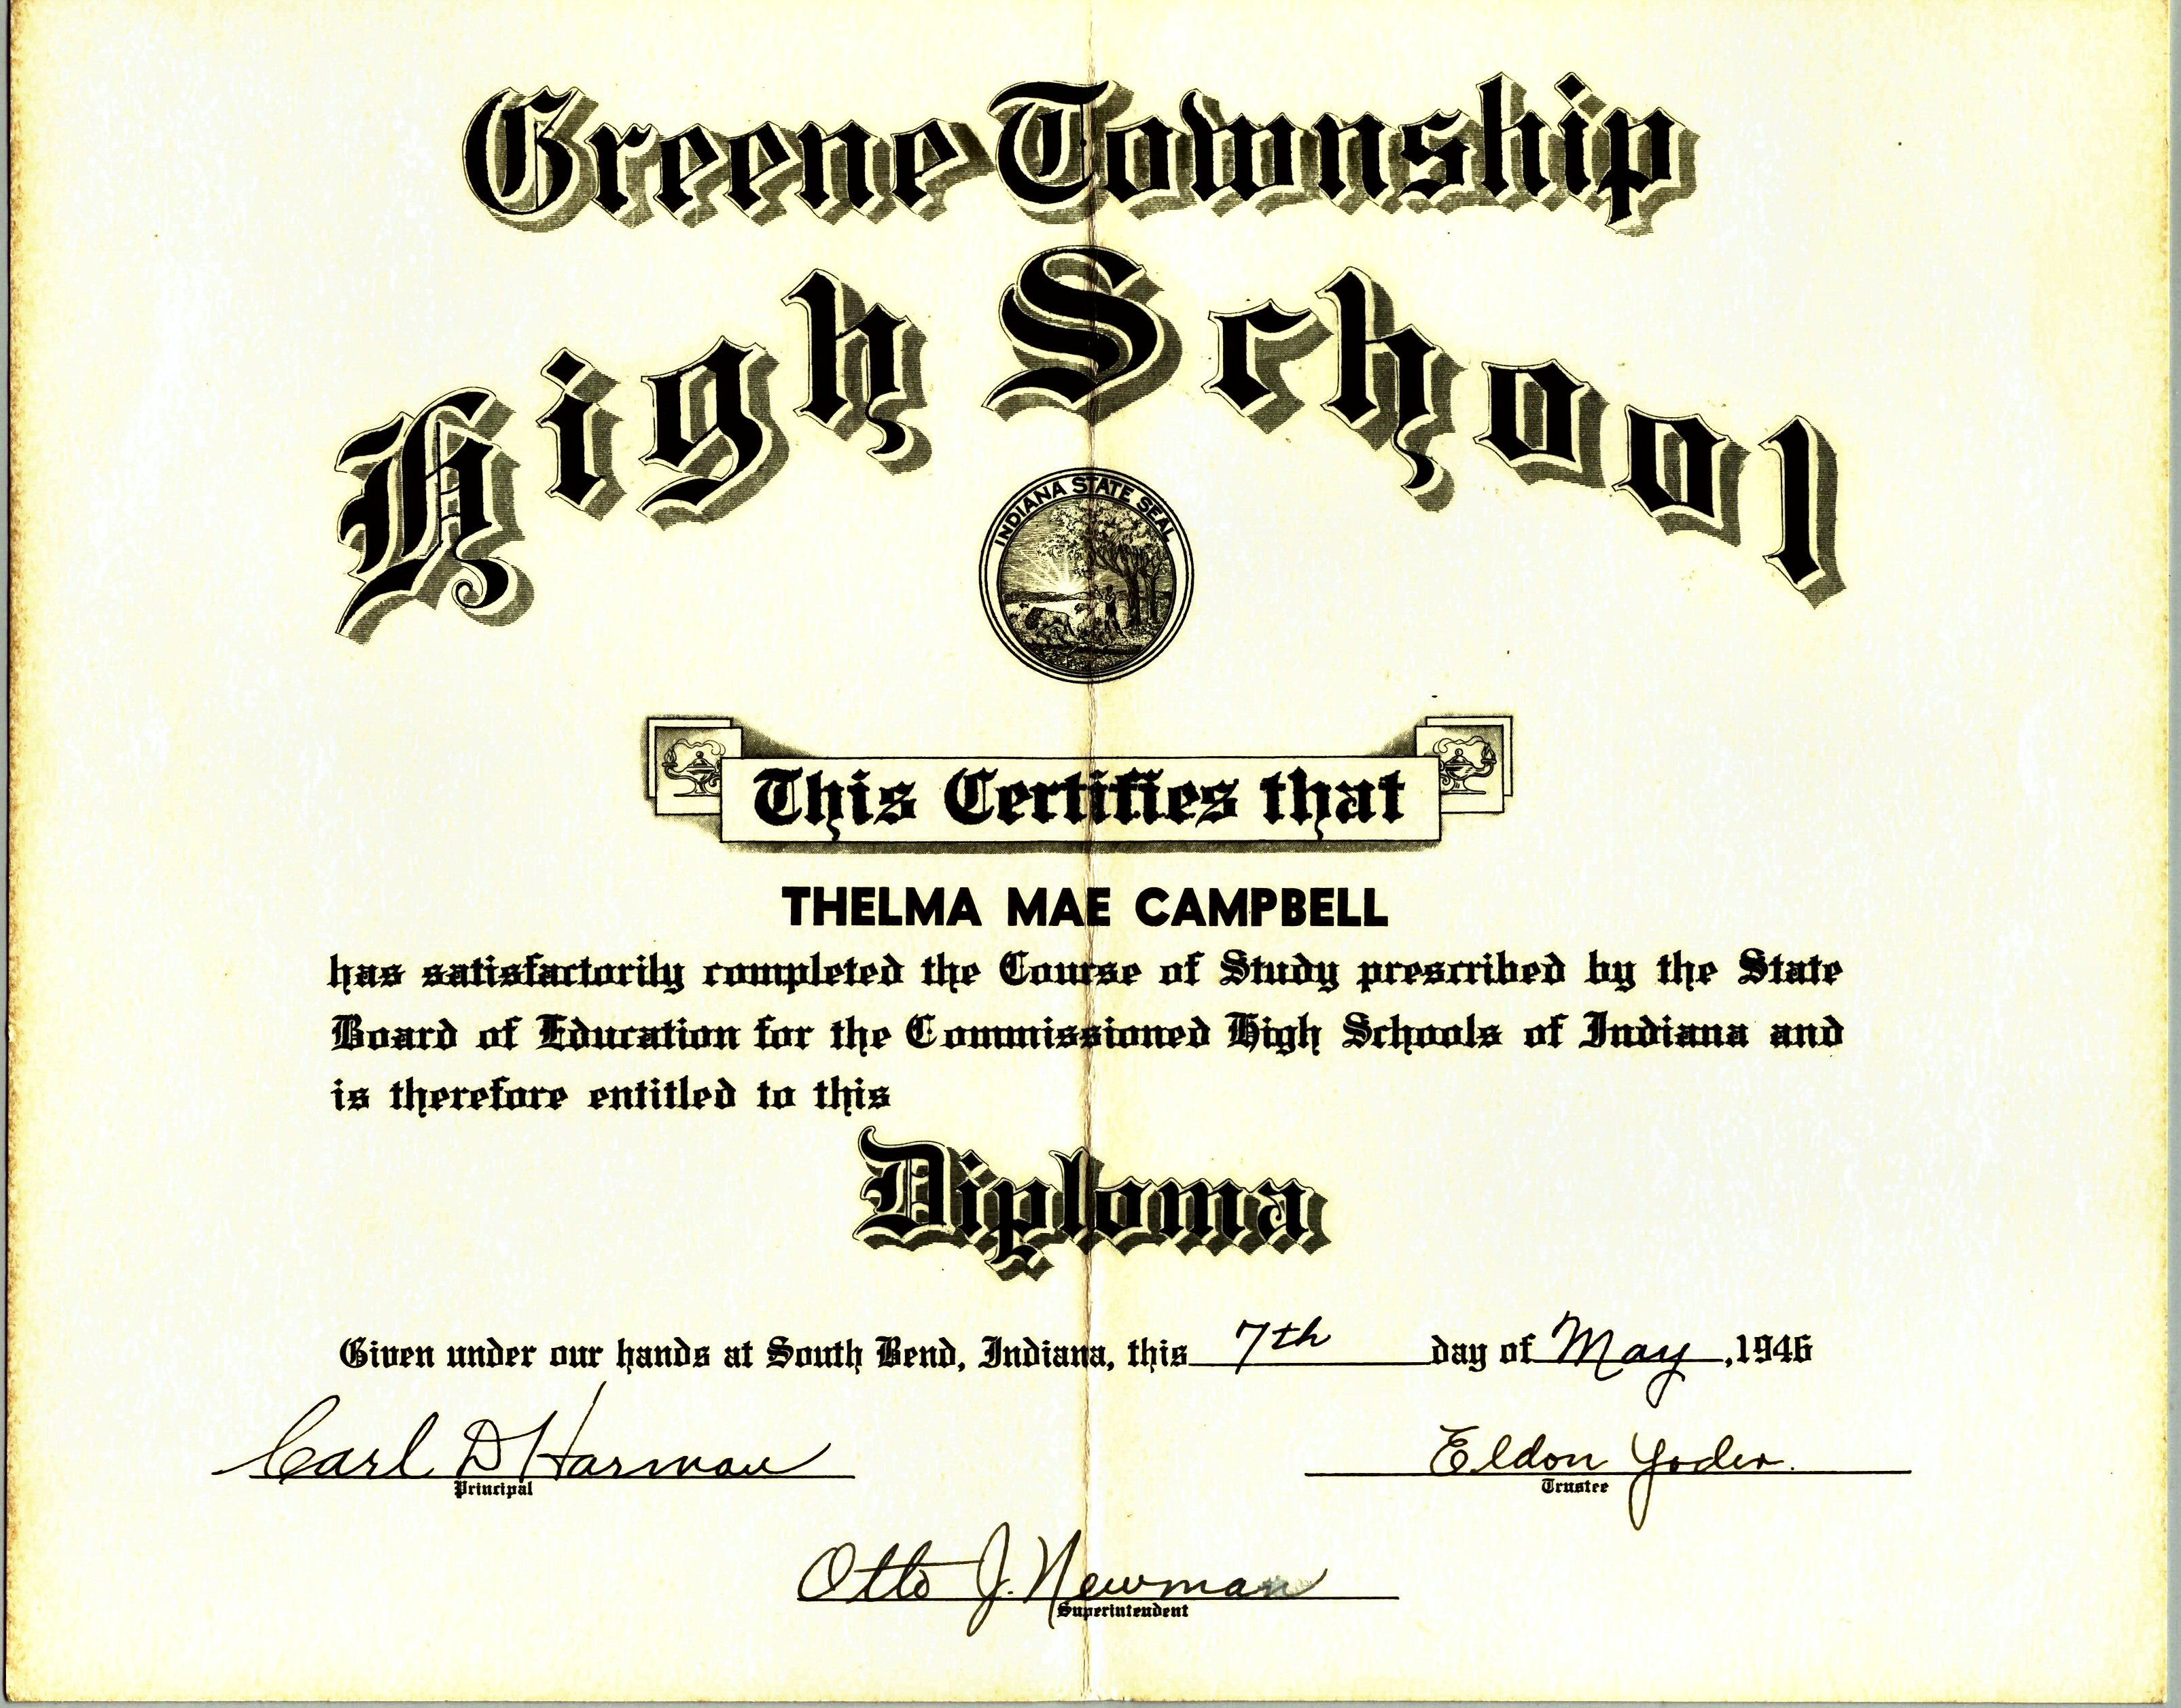 Greene Township
High School
INDIANA STATE SEAL
This Certifies that
THELMA MAE CAMPBELL
has satisfactorily completed the Course of Study prescribed by the State
Board of Education for the Commissioned High Schools of Indiana and
is therefore entitled to this
Diploma
Given under our hands at South Bend, Indiana, this 7th day of May, 1946
Carl D Harman
Principal
Eldon Yoder.
Trustee
Otto J. Newman
Superintendent